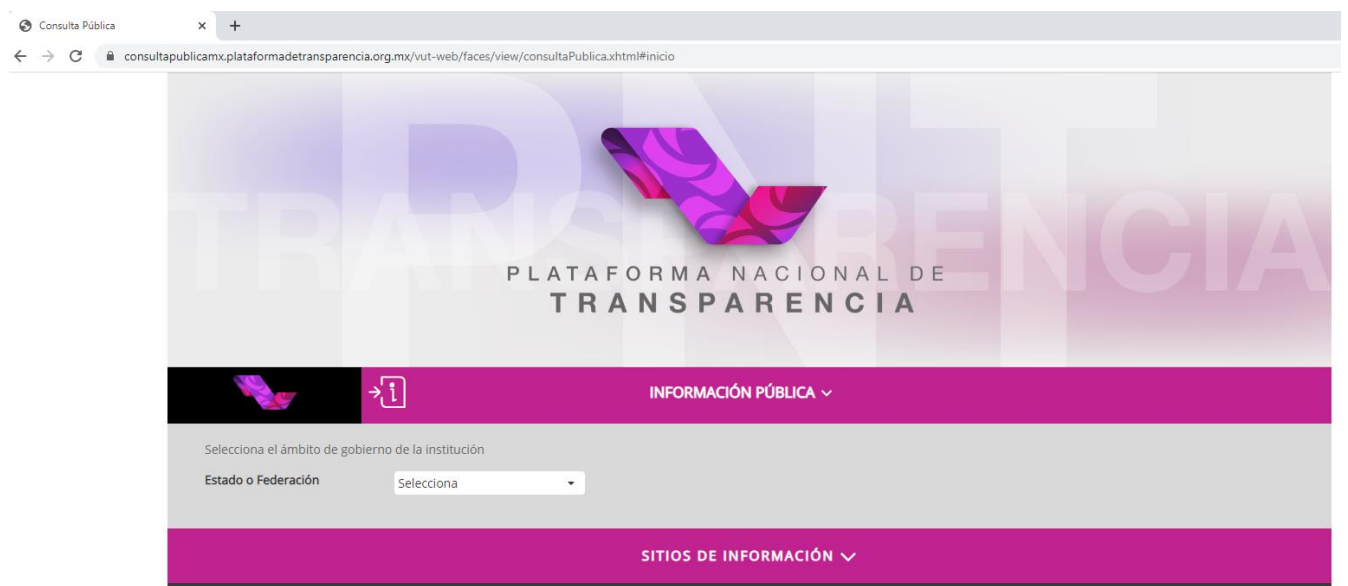 Consulta Pública
consultapublicamx.plataformadetransparencia.org.mx/vut-web/faces/view/consultaPublica.xhtml#inicio
PNT
TRANSPARENCIA
PLATAFORMA NACIONAL DE
TRANSPARENCIA
INFORMACIÓN PÚBLICA
Selecciona el ámbito de gobierno de la institución
Estado o Federación
Selecciona
SITIOS DE INFORMACIÓN